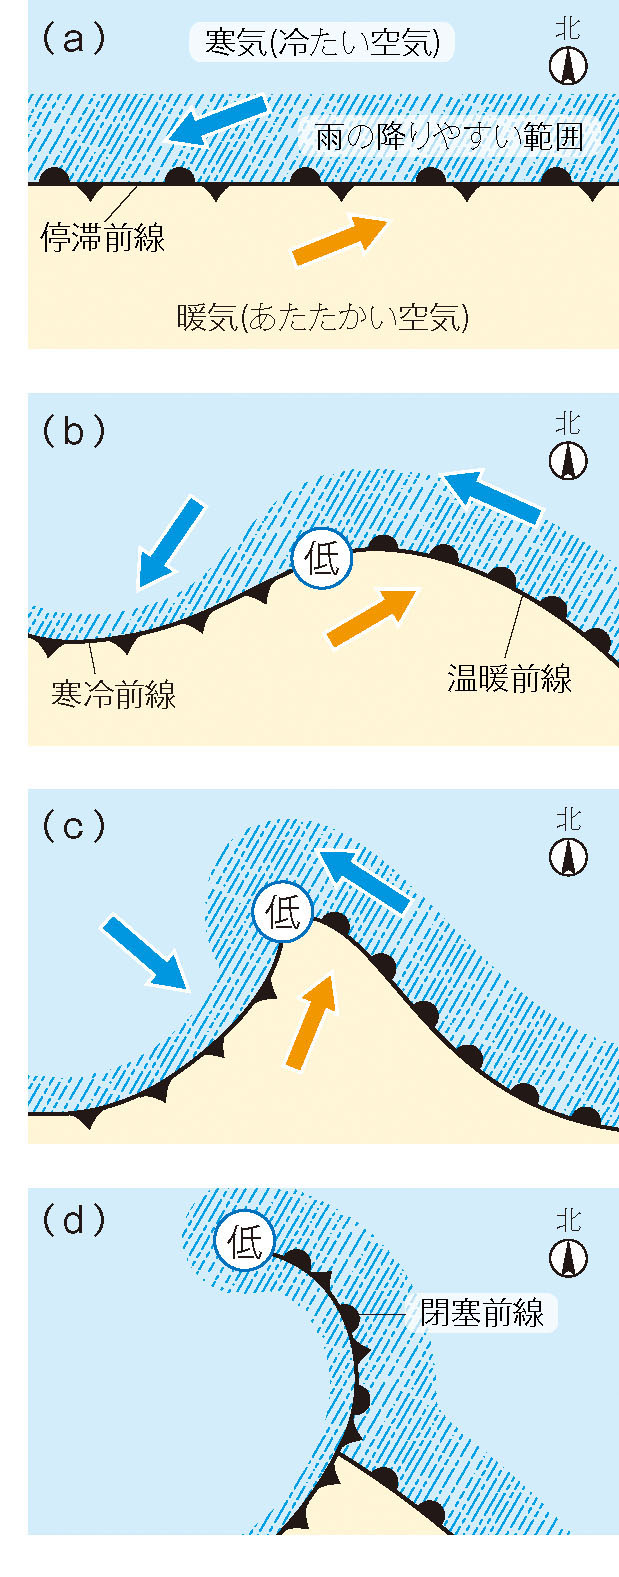 (a)
寒気(冷たい空気)
北
雨の降りやすい範囲
停滞前線
暖気(あたたかい空気)
(b)
北
低
寒冷前線
温暖前線
(c)
北
低
(d)
北
低
閉塞前線